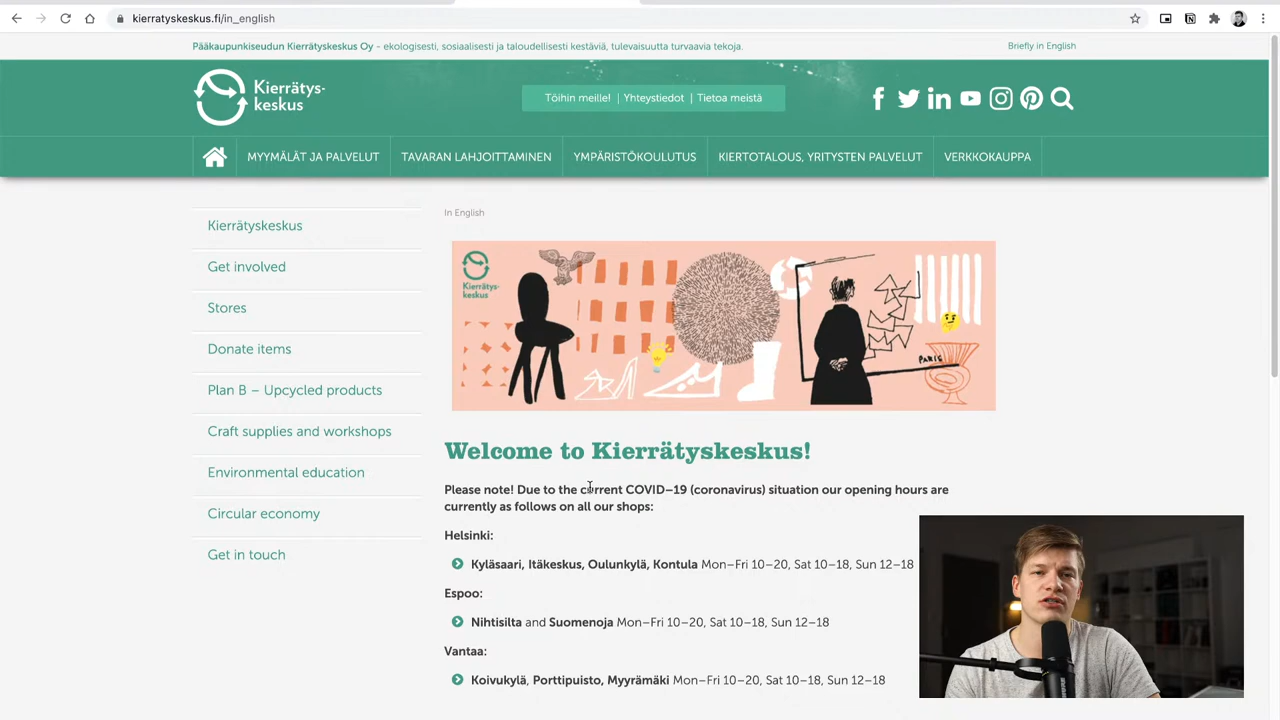 kierratyskeskus.fi/in_english
Pääkaupunkiseudun Kierrätyskeskus Oy - ekologisesti, sosiaalisesti ja taloudellisesti kestäviä, tulevaisuutta turvaavia tekoja.
Briefly in English
Kierrätys-
keskus
Töihin meille! | Yhteystiedot | Tietoa meistä
MYYMÄLÄT JA PALVELUT
TAVARAN LAHJOITTAMINEN
YMPÄRISTÖKOULUTUS
KIERTOTALOUS, YRITYSTEN PALVELUT
VERKKOKAUPPA
Kierrätyskeskus
Get involved
Stores
Donate items
Plan B – Upcycled products
Craft supplies and workshops
Environmental education
Circular economy
Get in touch
In English
Kierrätys-
keskus
PARIS
Welcome to Kierrätyskeskus!
Please note! Due to the current COVID–19 (coronavirus) situation our opening hours are
currently as follows on all our shops:
Helsinki:
Kyläsaari, Itäkeskus, Oulunkylä, Kontula Mon–Fri 10–20, Sat 10–18, Sun 12–18
Espoo:
Nihtisilta and Suomenoja Mon–Fri 10–20, Sat 10–18, Sun 12–18
Vantaa:
Koivukylä, Porttipuisto, Myyrämäki Mon–Fri 10–20, Sat 10–18, Sun 12–18